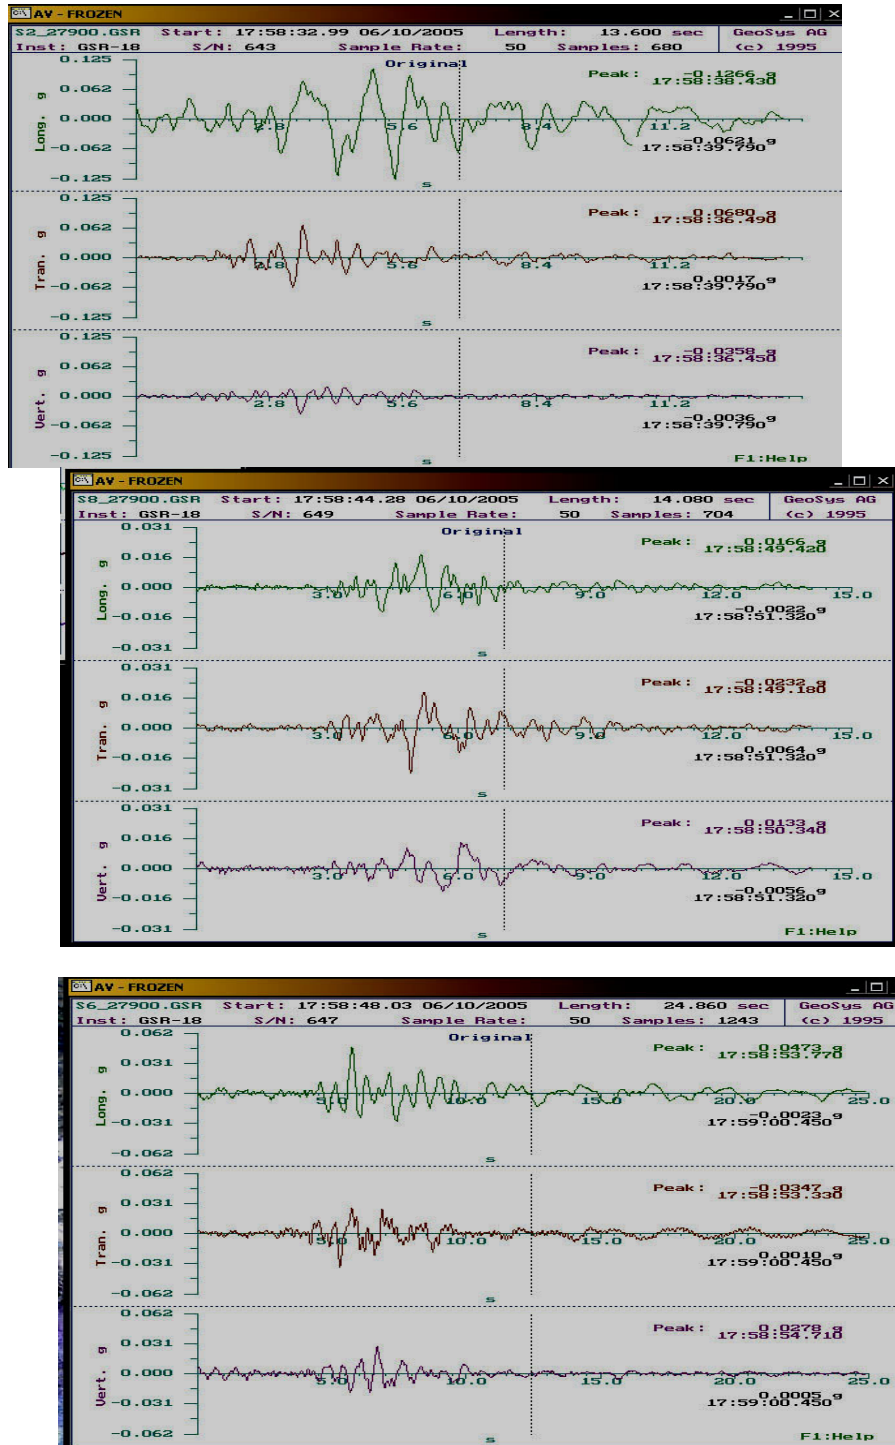 AV - FROZEN
S2_27900.GSR Start: 17:58:32.99 06/10/2005 Length: 13.600 sec GeoSys AG
Inst: GSR-18 S/N: 643 Sample Rate: 50 Samples: 680 (c) 1995
Original
0.125
0.062
0.000
-0.062
-0.125
Long. g
2.8 5.6 8.4 11.2
s
Peak: -0.1266 g
17:58:38.430
-0.0621 g
17:58:39.790
0.125
0.062
0.000
-0.062
-0.125
Tran. g
2.8 5.6 8.4 11.2
s
Peak: 0.0680 g
17:58:36.490
0.0017 g
17:58:39.790
0.125
0.062
0.000
-0.062
-0.125
Vert. g
2.8 5.6 8.4 11.2
s
Peak: -0.0358 g
17:58:36.450
-0.0036 g
17:58:39.790
F1:Help
AV - FROZEN
S8_27900.GSR Start: 17:58:44.28 06/10/2005 Length: 14.080 sec GeoSys AG
Inst: GSR-18 S/N: 649 Sample Rate: 50 Samples: 704 (c) 1995
Original
0.031
0.016
0.000
-0.016
-0.031
Long. g
3.0 6.0 9.0 12.0 15.0
s
Peak: 0.0166 g
17:58:49.420
-0.0022 g
17:58:51.320
0.031
0.016
0.000
-0.016
-0.031
Tran. g
3.0 6.0 9.0 12.0 15.0
s
Peak: -0.0232 g
17:58:49.180
0.0064 g
17:58:51.320
0.031
0.016
0.000
-0.016
-0.031
Vert. g
3.0 6.0 9.0 12.0 15.0
s
Peak: 0.0133 g
17:58:50.340
-0.0056 g
17:58:51.320
F1:Help
AV - FROZEN
S6_27900.GSR Start: 17:58:48.03 06/10/2005 Length: 24.860 sec GeoSys AG
Inst: GSR-18 S/N: 647 Sample Rate: 50 Samples: 1243 (c) 1995
Original
0.062
0.031
0.000
-0.031
-0.062
Long. g
5.0 10.0 15.0 20.0 25.0
s
Peak: 0.0473 g
17:58:53.770
-0.0023 g
17:59:00.450
0.062
0.031
0.000
-0.031
-0.062
Tran. g
5.0 10.0 15.0 20.0 25.0
s
Peak: -0.0347 g
17:58:53.330
0.0010 g
17:59:00.450
0.062
0.031
0.000
-0.031
-0.062
Vert. g
5.0 10.0 15.0 20.0 25.0
s
Peak: 0.0278 g
17:58:54.710
0.0005 g
17:59:00.450
F1:Help